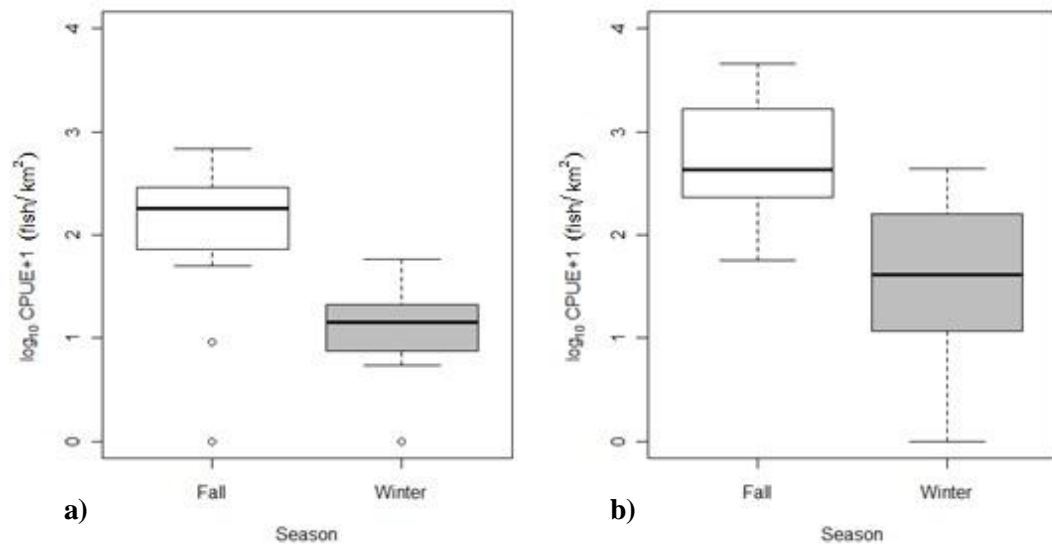 log₁₀ CPUE+1 (fish/km²)
4
3
2
1
0
Fall
Winter
a)
Season
log₁₀ CPUE+1 (fish/km²)
4
3
2
1
0
Fall
Winter
b)
Season